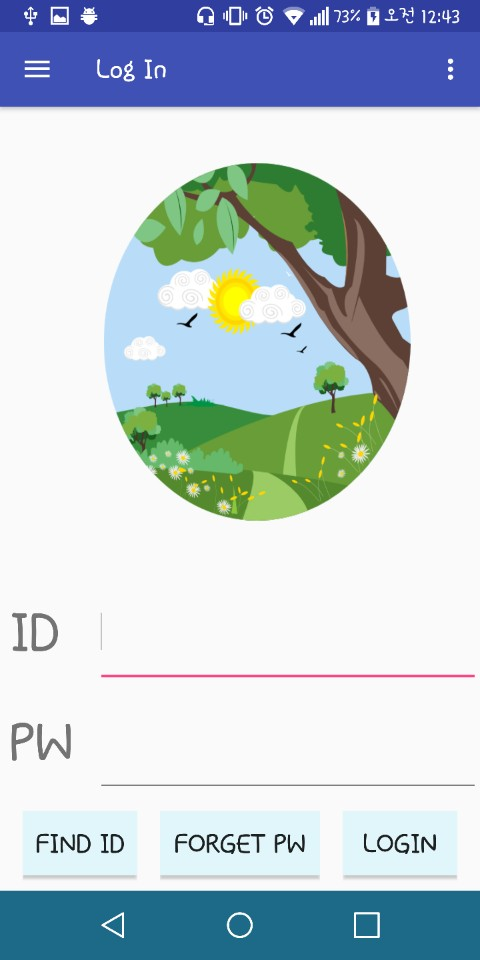 73% 오전 12:43
Log In
ID
PW
FIND ID FORGET PW LOGIN